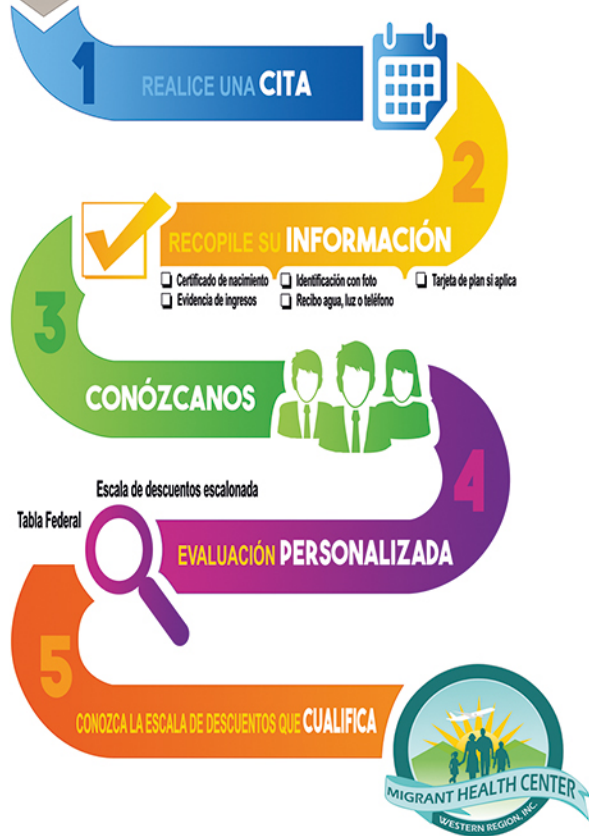 1
REALICE UNA CITA
2
RECOPILE SU INFORMACIÓN
❑ Certificado de nacimiento ❑ Identificación con foto ❑ Tarjeta de plan si aplica
❑ Evidencia de ingresos ❑ Recibo agua, luz o teléfono
3
CONÓZCANOS
4
Escala de descuentos escalonada
Tabla Federal
EVALUACIÓN PERSONALIZADA
5
CONOZCA LA ESCALA DE DESCUENTOS QUE CUALIFICA
MIGRANT HEALTH CENTER
WESTERN REGION, INC.